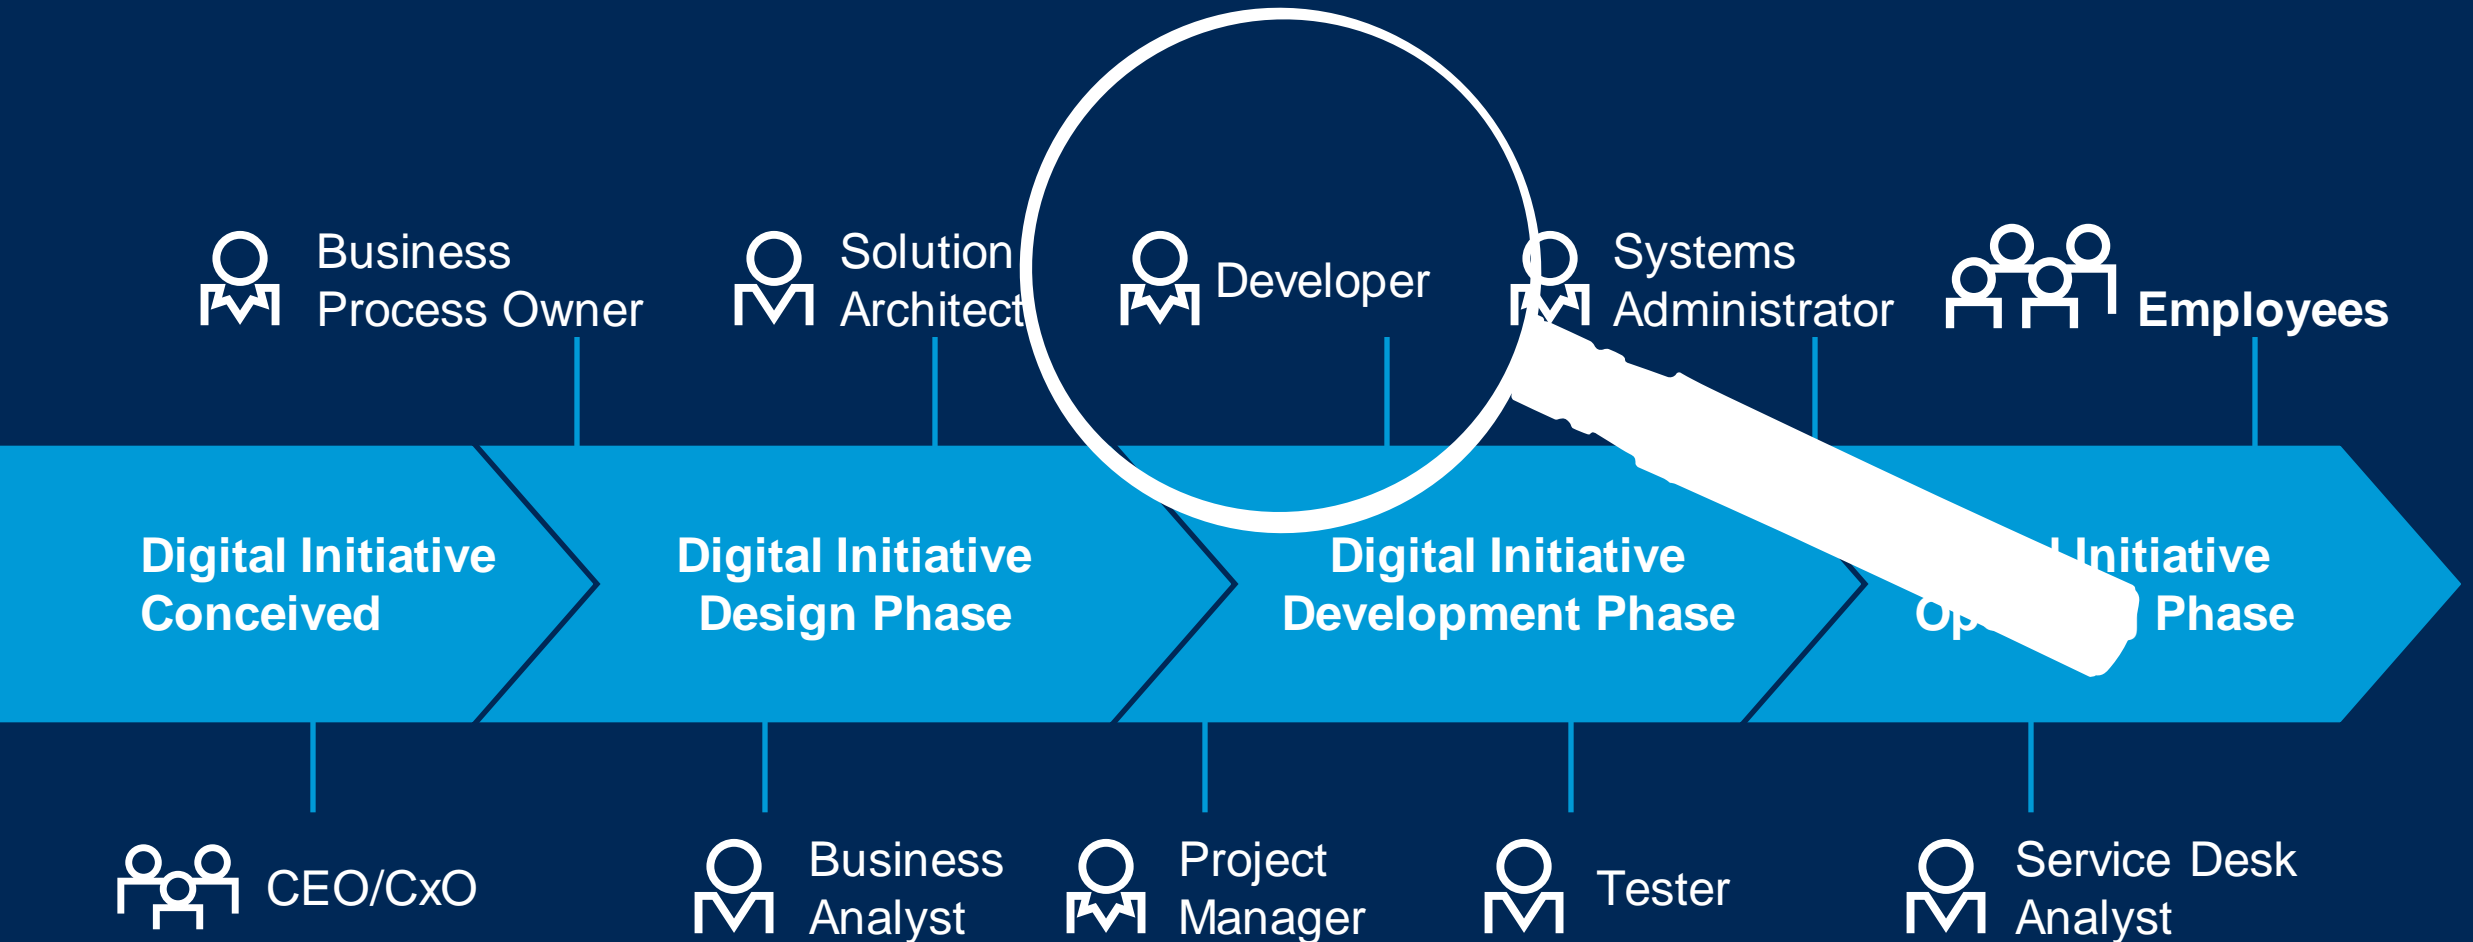 Business
Process Owner
Solution
Architect
Developer
Systems
Administrator
Employees
Digital Initiative
Conceived
Digital Initiative
Design Phase
Digital Initiative
Development Phase
Initiative
Phase
CEO/CxO
Business
Analyst
Project
Manager
Tester
Service Desk
Analyst